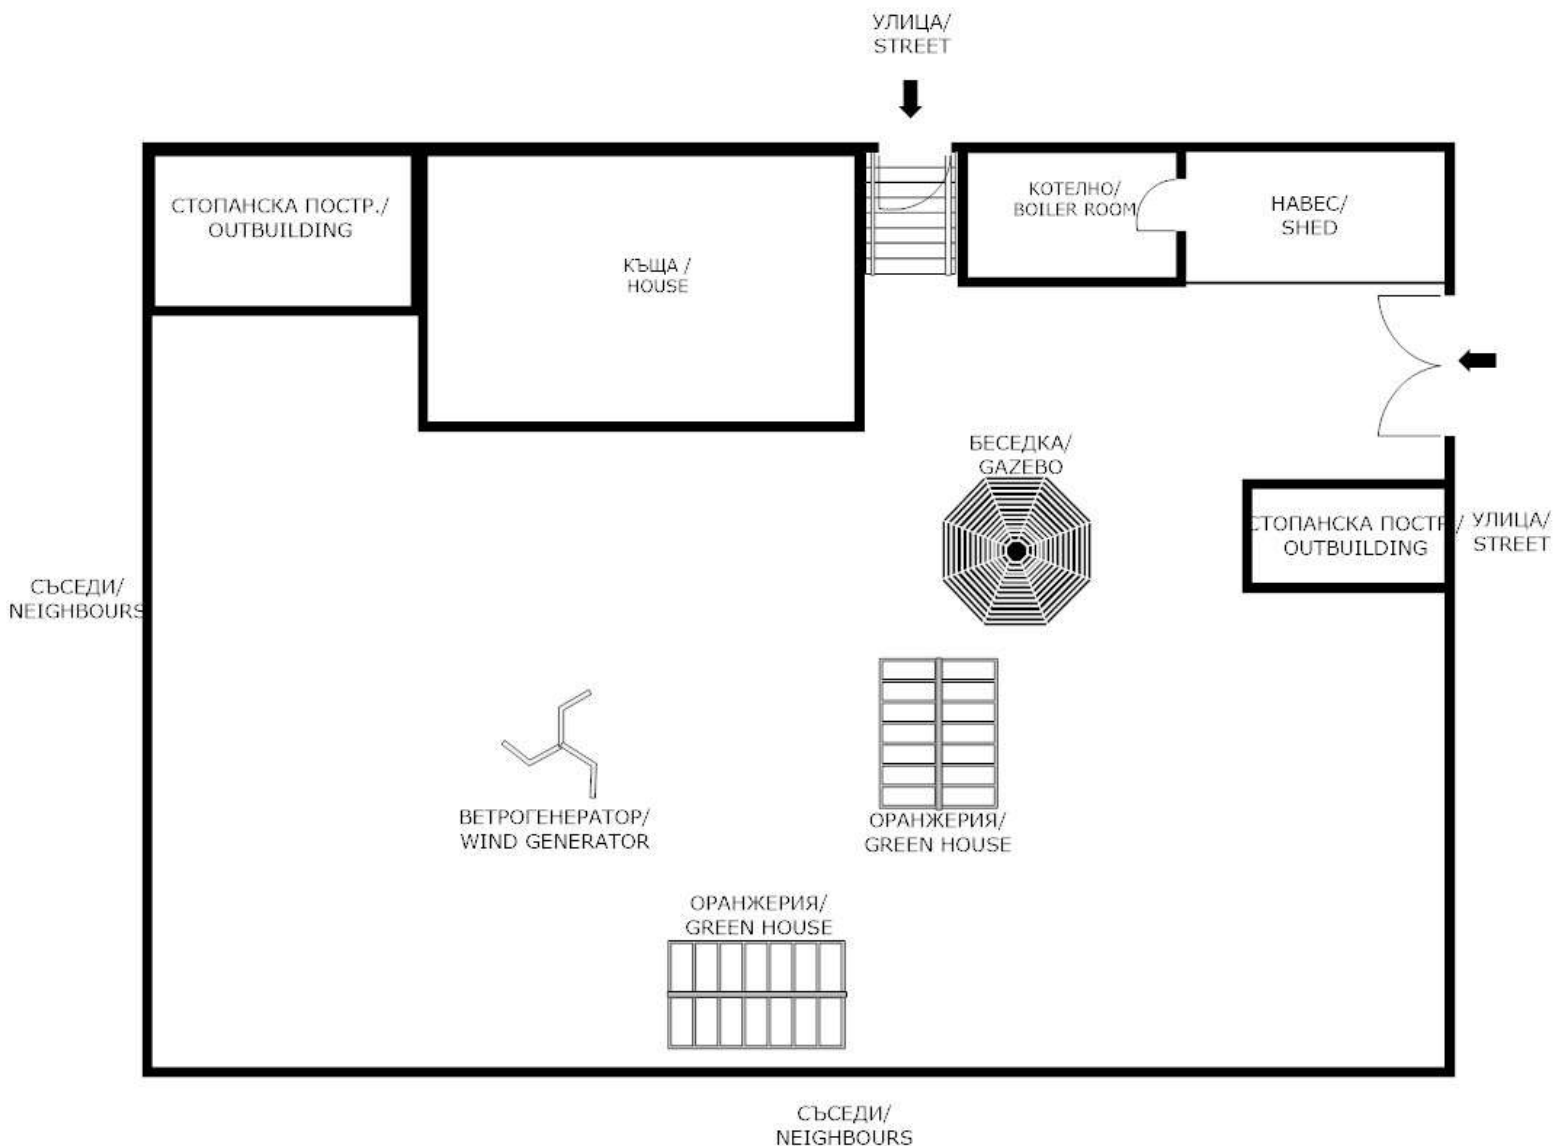 УЛИЦА/
STREET
СТОПАНСКА ПОСТР./
OUTBUILDING
КЪЩА /
HOUSE
КОТЕЛНО/
BOILER ROOM
НАВЕС/
SHED
БЕСЕДКА/
GAZEBO
СТОПАНСКА ПОСТР./
OUTBUILDING
УЛИЦА/
STREET
СЪСЕДИ/
NEIGHBOURS
ВЕТРОГЕНЕРАТОР/
WIND GENERATOR
ОРАНЖЕРИЯ/
GREEN HOUSE
ОРАНЖЕРИЯ/
GREEN HOUSE
СЪСЕДИ/
NEIGHBOURS